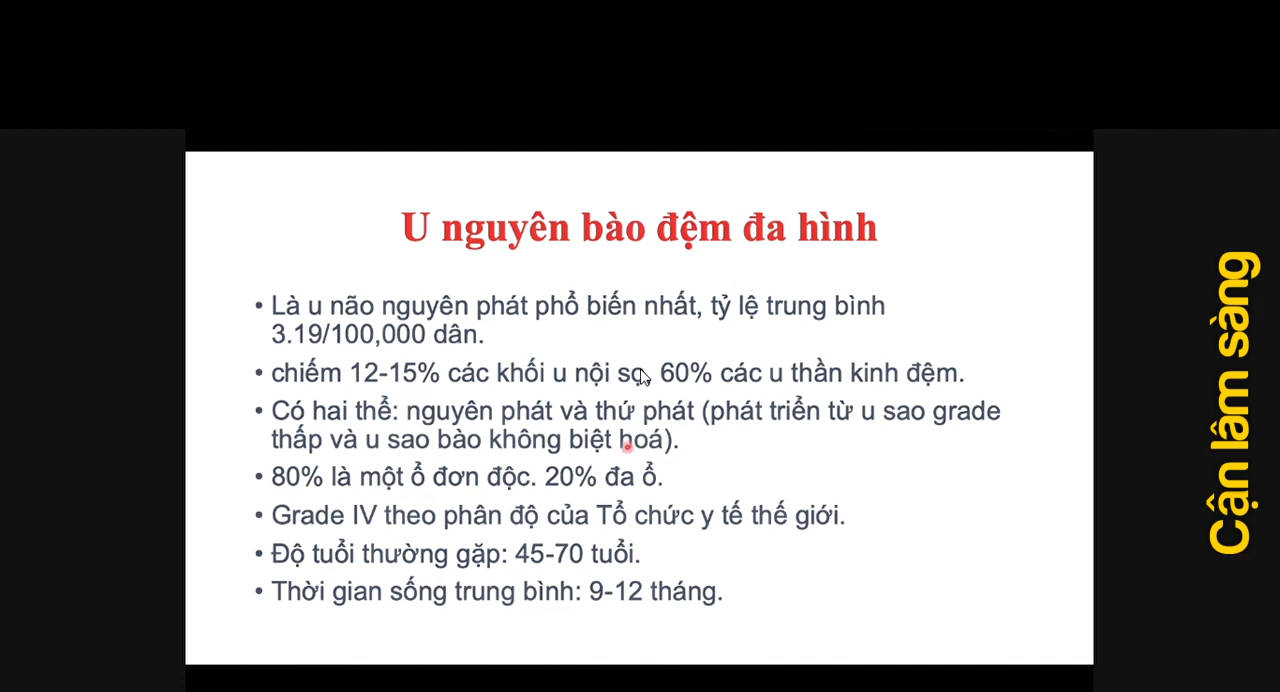 U nguyên bào đệm đa hình
• Là u não nguyên phát phổ biến nhất, tỷ lệ trung bình
3.19/100,000 dân.
• chiếm 12-15% các khối u nội sọ, 60% các u thần kinh đệm.
• Có hai thể: nguyên phát và thứ phát (phát triển từ u sao grade
thấp và u sao bào không biệt hoá).
• 80% là một ổ đơn độc. 20% đa ổ.
• Grade IV theo phân độ của Tổ chức y tế thế giới.
• Độ tuổi thường gặp: 45-70 tuổi.
• Thời gian sống trung bình: 9-12 tháng.
Cận lâm sàng